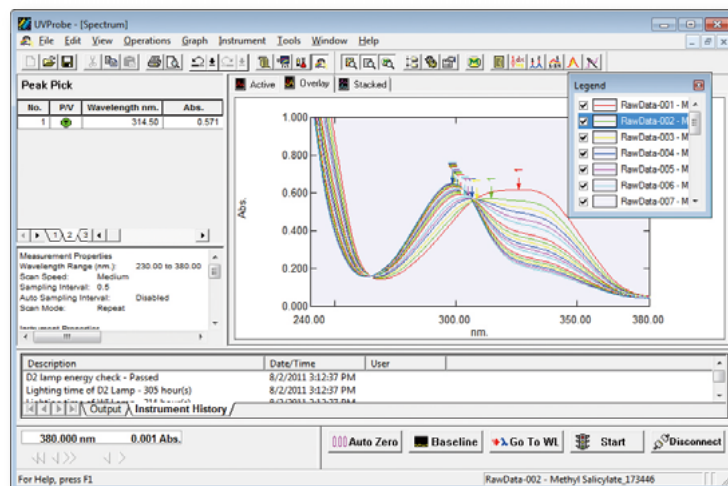 UVProbe - [Spectrum]
File Edit View Operations Graph Instrument Tools Window Help
Peak Pick
No. P/V Wavelength nm. Abs.
1 314.50 0.571
1 2 3
Measurement Properties
Wavelength Range (nm.): 230.00 to 380.00
Scan Speed: Medium
Sampling Interval: 0.5
Auto Sampling Interval: Disabled
Scan Mode: Repeat
Instrument Properties
Active Overlay Stacked
1.000
0.800
0.600
0.400
0.200
0.000
Abs.
240.00 300.00 350.00 380.00
nm.
Legend
RawData-001 - M
RawData-002 - M
RawData-003 - M
RawData-004 - M
RawData-005 - M
RawData-006 - M
RawData-007 - M
Description Date/Time User
D2 lamp energy check - Passed 8/2/2011 3:12:37 PM
Lighting time of D2 Lamp - 305 hour(s) 8/2/2011 3:12:37 PM
Output Instrument History
380.000 nm 0.001 Abs.
Auto Zero Baseline Go To WL Start Disconnect
For Help, press F1 RawData-002 - Methyl Salicylate_173446